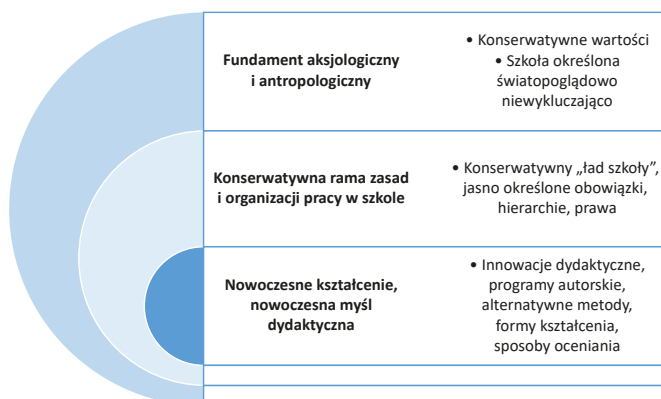 Fundament aksjologiczny
i antropologiczny
• Konserwatywne wartości
• Szkoła określona
światopoglądowo
niewykluczająco
Konserwatywna rama zasad
i organizacji pracy w szkole
• Konserwatywny „ład szkoły”,
jasno określone obowiązki,
hierarchie, prawa
Nowoczesne kształcenie,
nowoczesna myśl
dydaktyczna
• Innowacje dydaktyczne,
programy autorskie,
alternatywne metody,
formy kształcenia,
sposoby oceniania